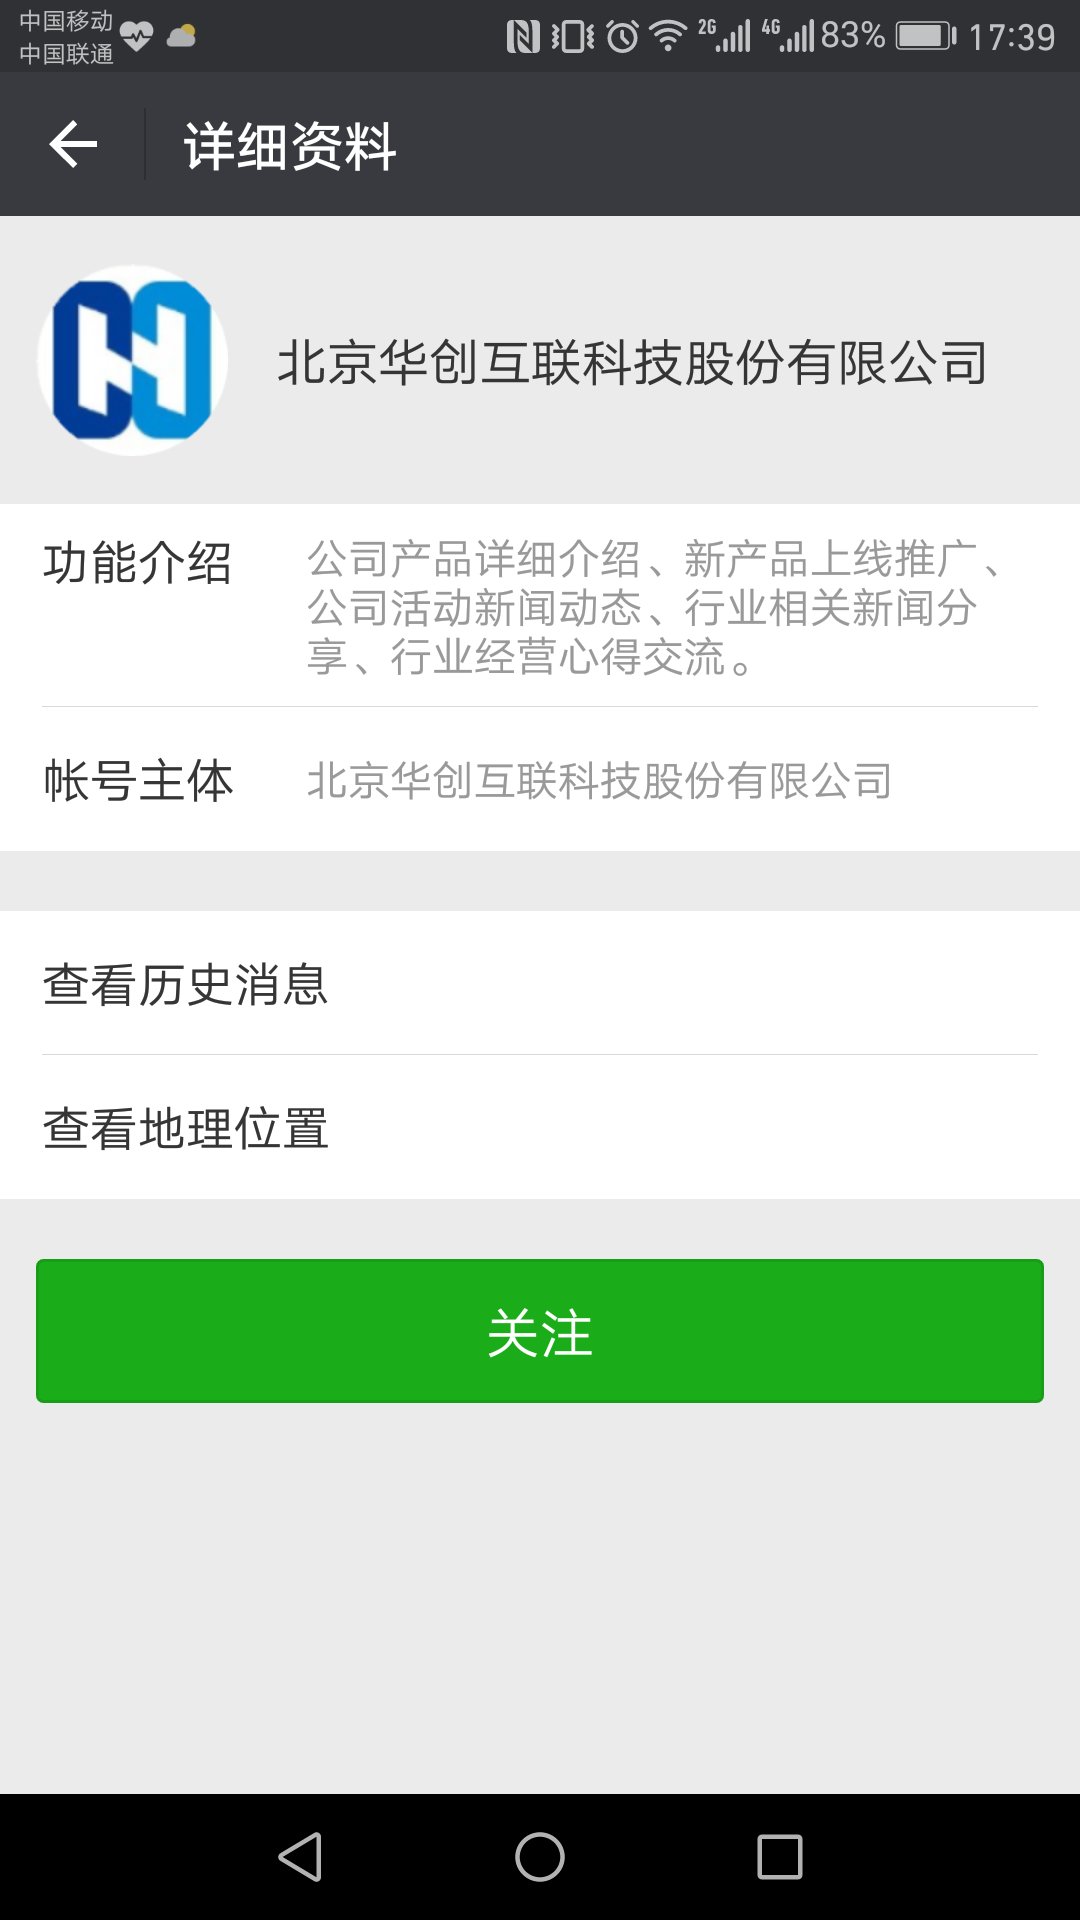 中国移动
中国联通
2G 4G 83% 17:39
详细资料
北京华创互联科技股份有限公司
功能介绍
公司产品详细介绍、新产品上线推广、
公司活动新闻动态、行业相关新闻分
享、行业经营心得交流。
帐号主体
北京华创互联科技股份有限公司
查看历史消息
查看地理位置
关注